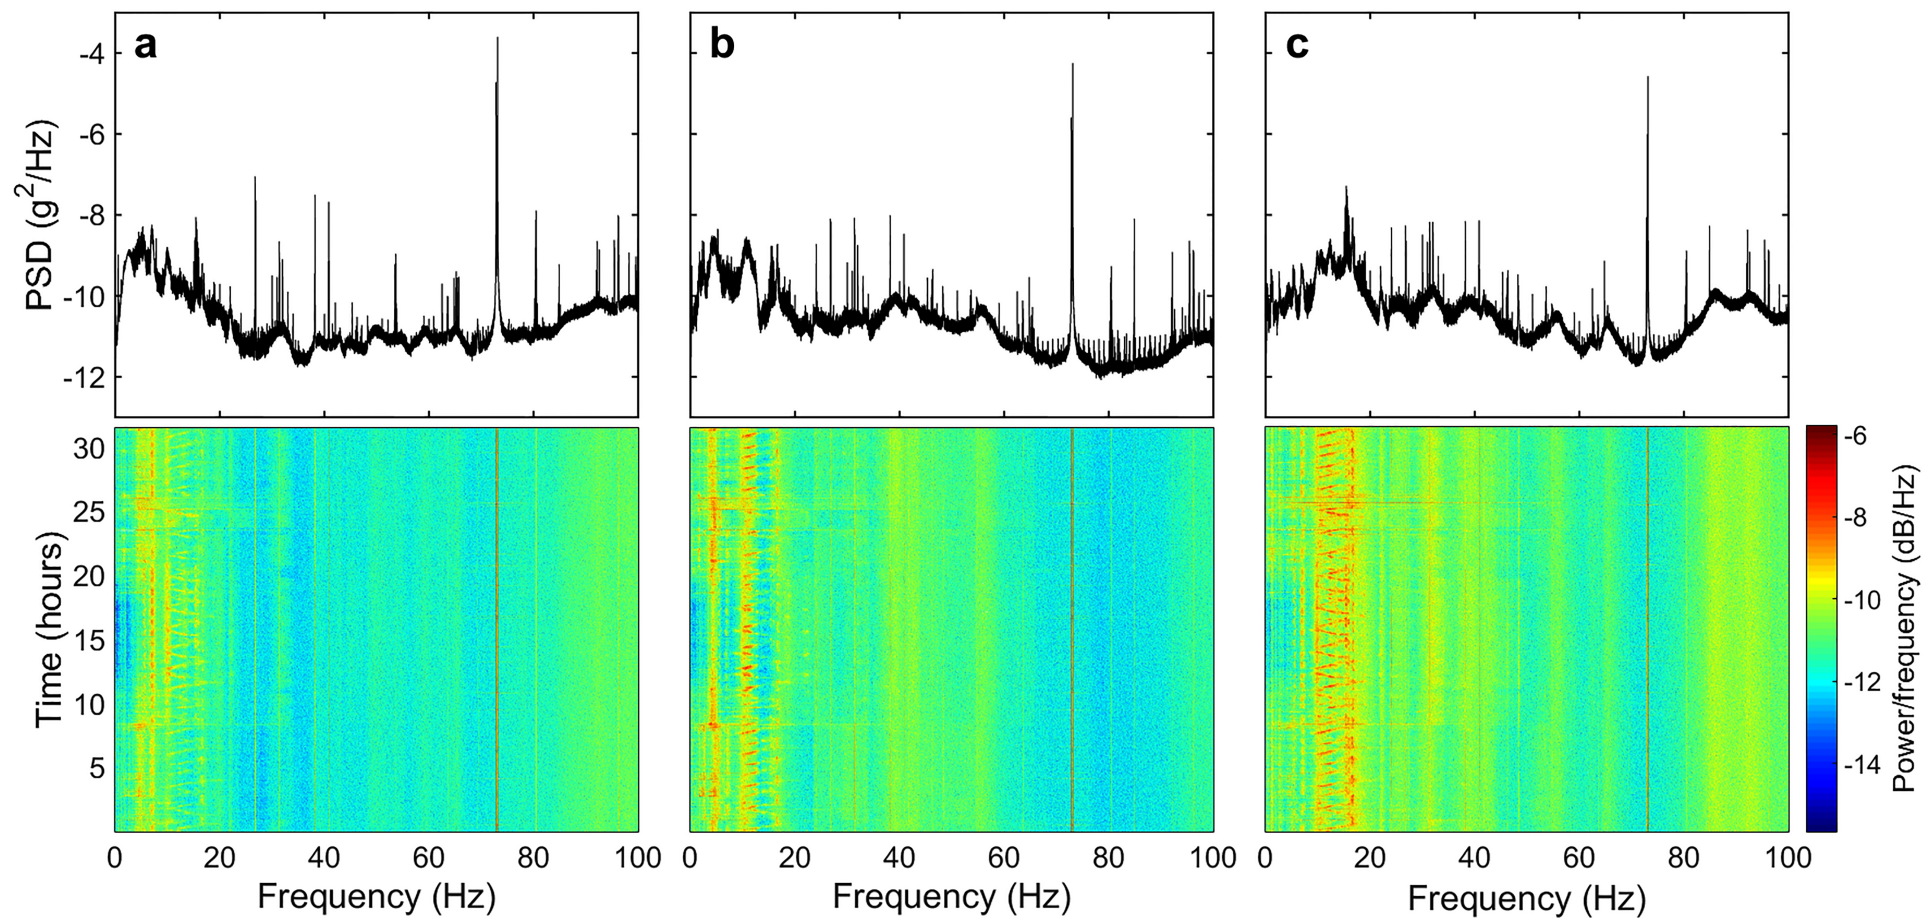 a
b
c
-4
-6
-8
-10
-12
PSD (g²/Hz)
30
25
20
15
10
5
Time (hours)
0 20 40 60 80 100
0 20 40 60 80 100
0 20 40 60 80 100
Frequency (Hz)
Frequency (Hz)
Frequency (Hz)
-6
-8
-10
-12
-14
Power/frequency (dB/Hz)